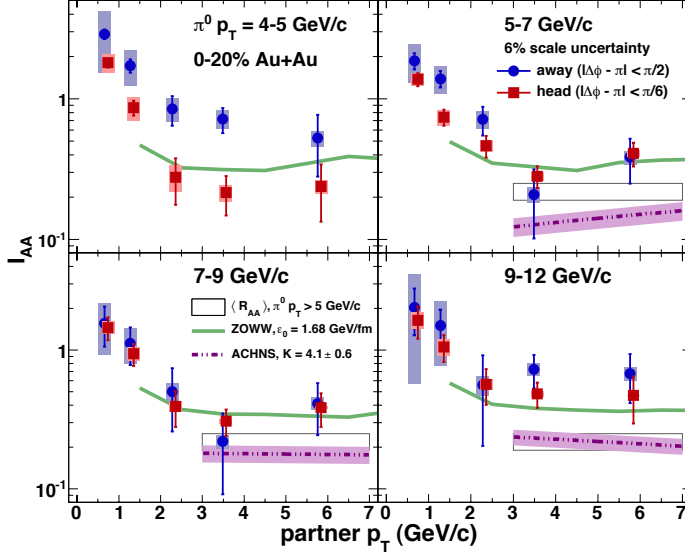 π⁰ p_T = 4-5 GeV/c
0-20% Au+Au
5-7 GeV/c
6% scale uncertainty
away (|Δϕ - π| < π/2)
head (|Δϕ - π| < π/6)
1
10⁻¹
I_AA
7-9 GeV/c
⟨ R_AA ⟩, π⁰ p_T > 5 GeV/c
ZOWW, ε₀ = 1.68 GeV/fm
ACHNS, K = 4.1 ± 0.6
9-12 GeV/c
1
10⁻¹
0 1 2 3 4 5 6 7
0 1 2 3 4 5 6 7
partner p_T (GeV/c)